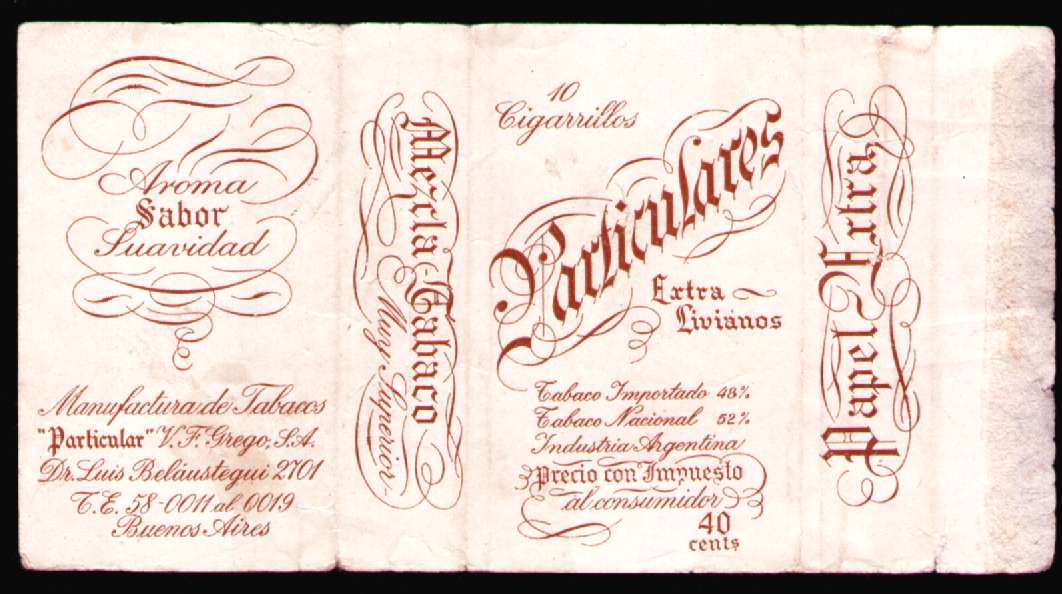 Aroma
Sabor
Suavidad
Manufactura de Tabacos
"Particular" V. F. Grego, S.A.
Dr. Luis Beláustegui 2701
T.E. 58-0011 al 0019
Buenos Aires
Mezcla-Tabaco
Muy Superior
10
Cigarrillos
Particulares
Extra
Livianos
Tabaco Importado 48%
Tabaco Nacional 52%
Industria Argentina
Precio con Impuesto
al consumidor
40
cents
Papel Extra